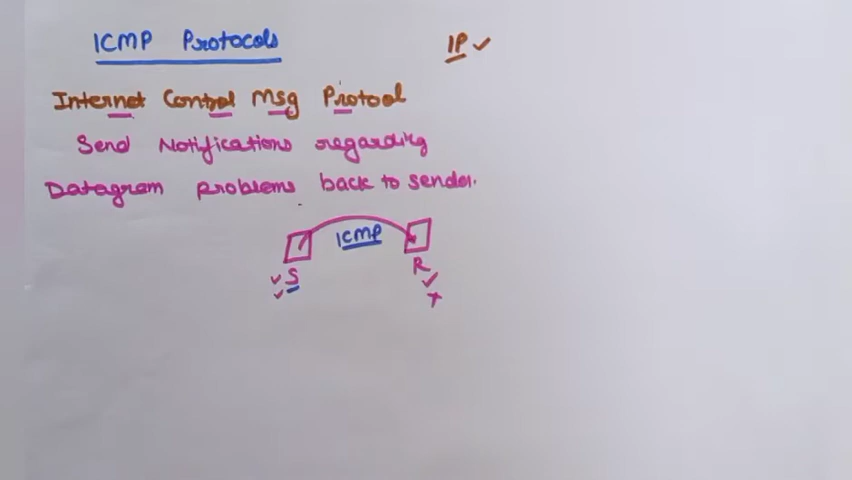 ICMP Protocols
IP ✓
Internet Control Msg Protocol
Send Notifications regarding
Datagram problems back to sender.
ICMP
✓ S
✓
R
✓
x